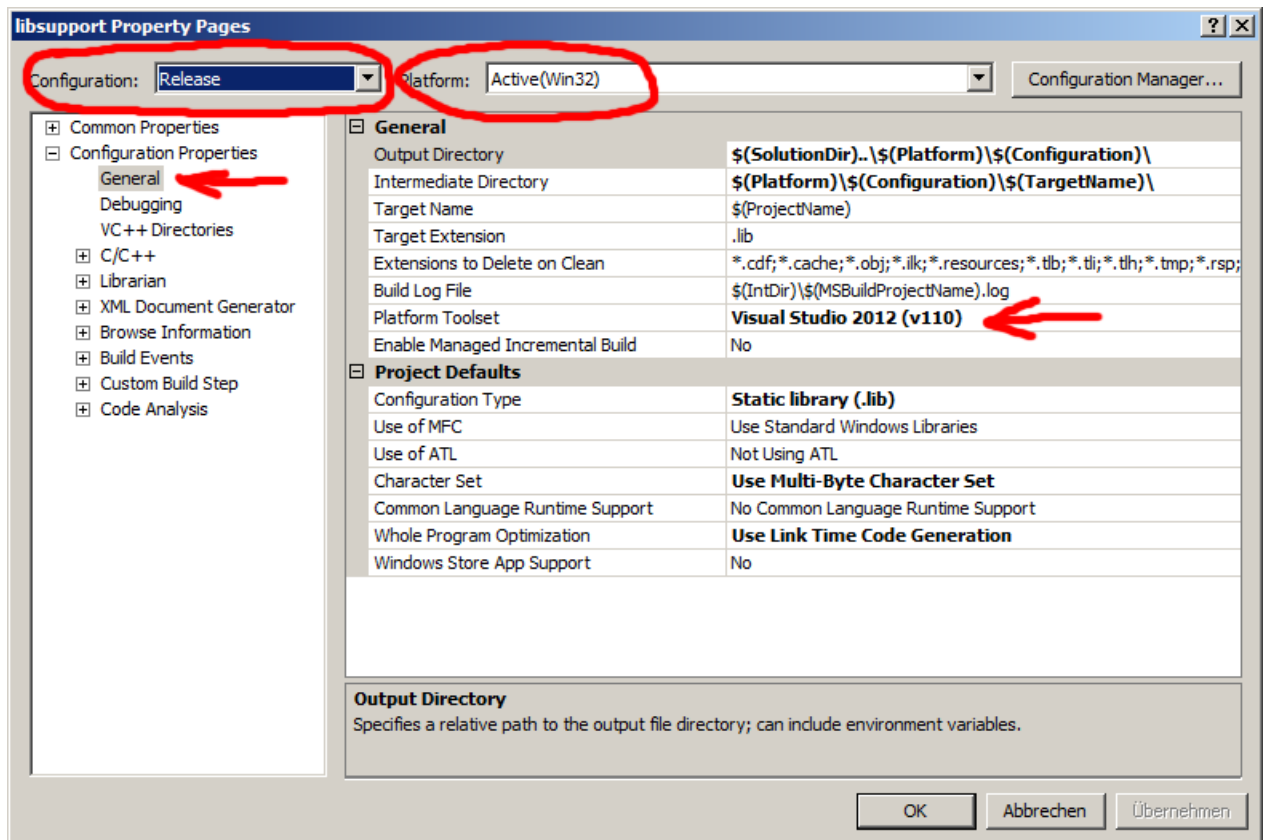 libsupport Property Pages
Configuration: Release Platform: Active(Win32) Configuration Manager...
Common Properties
Configuration Properties
General
Debugging
VC++ Directories
C/C++
Librarian
XML Document Generator
Browse Information
Build Events
Custom Build Step
Code Analysis
General
Output Directory $(SolutionDir)..\$(Platform)\$(Configuration)\
Intermediate Directory $(Platform)\$(Configuration)\$(TargetName)\
Target Name $(ProjectName)
Target Extension .lib
Extensions to Delete on Clean *.cdf;*.cache;*.obj;*.ilk;*.resources;*.tlb;*.tli;*.tlh;*.tmp;*.rsp;
Build Log File $(IntDir)\$(MSBuildProjectName).log
Platform Toolset Visual Studio 2012 (v110)
Enable Managed Incremental Build No
Project Defaults
Configuration Type Static library (.lib)
Use of MFC Use Standard Windows Libraries
Use of ATL Not Using ATL
Character Set Use Multi-Byte Character Set
Common Language Runtime Support No Common Language Runtime Support
Whole Program Optimization Use Link Time Code Generation
Windows Store App Support No
Output Directory
Specifies a relative path to the output file directory; can include environment variables.
OK Abbrechen Übernehmen